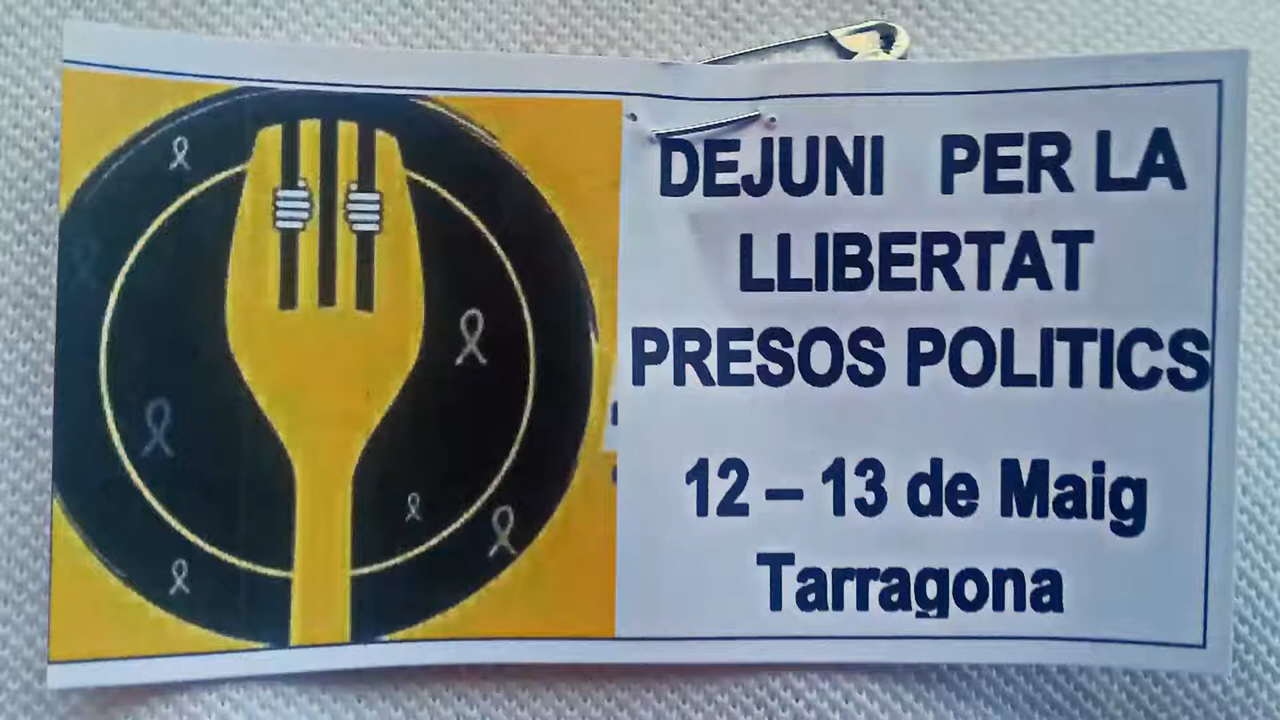 DEJUNI PER LA
LLIBERTAT
PRESOS POLITICS
12 – 13 de Maig
Tarragona